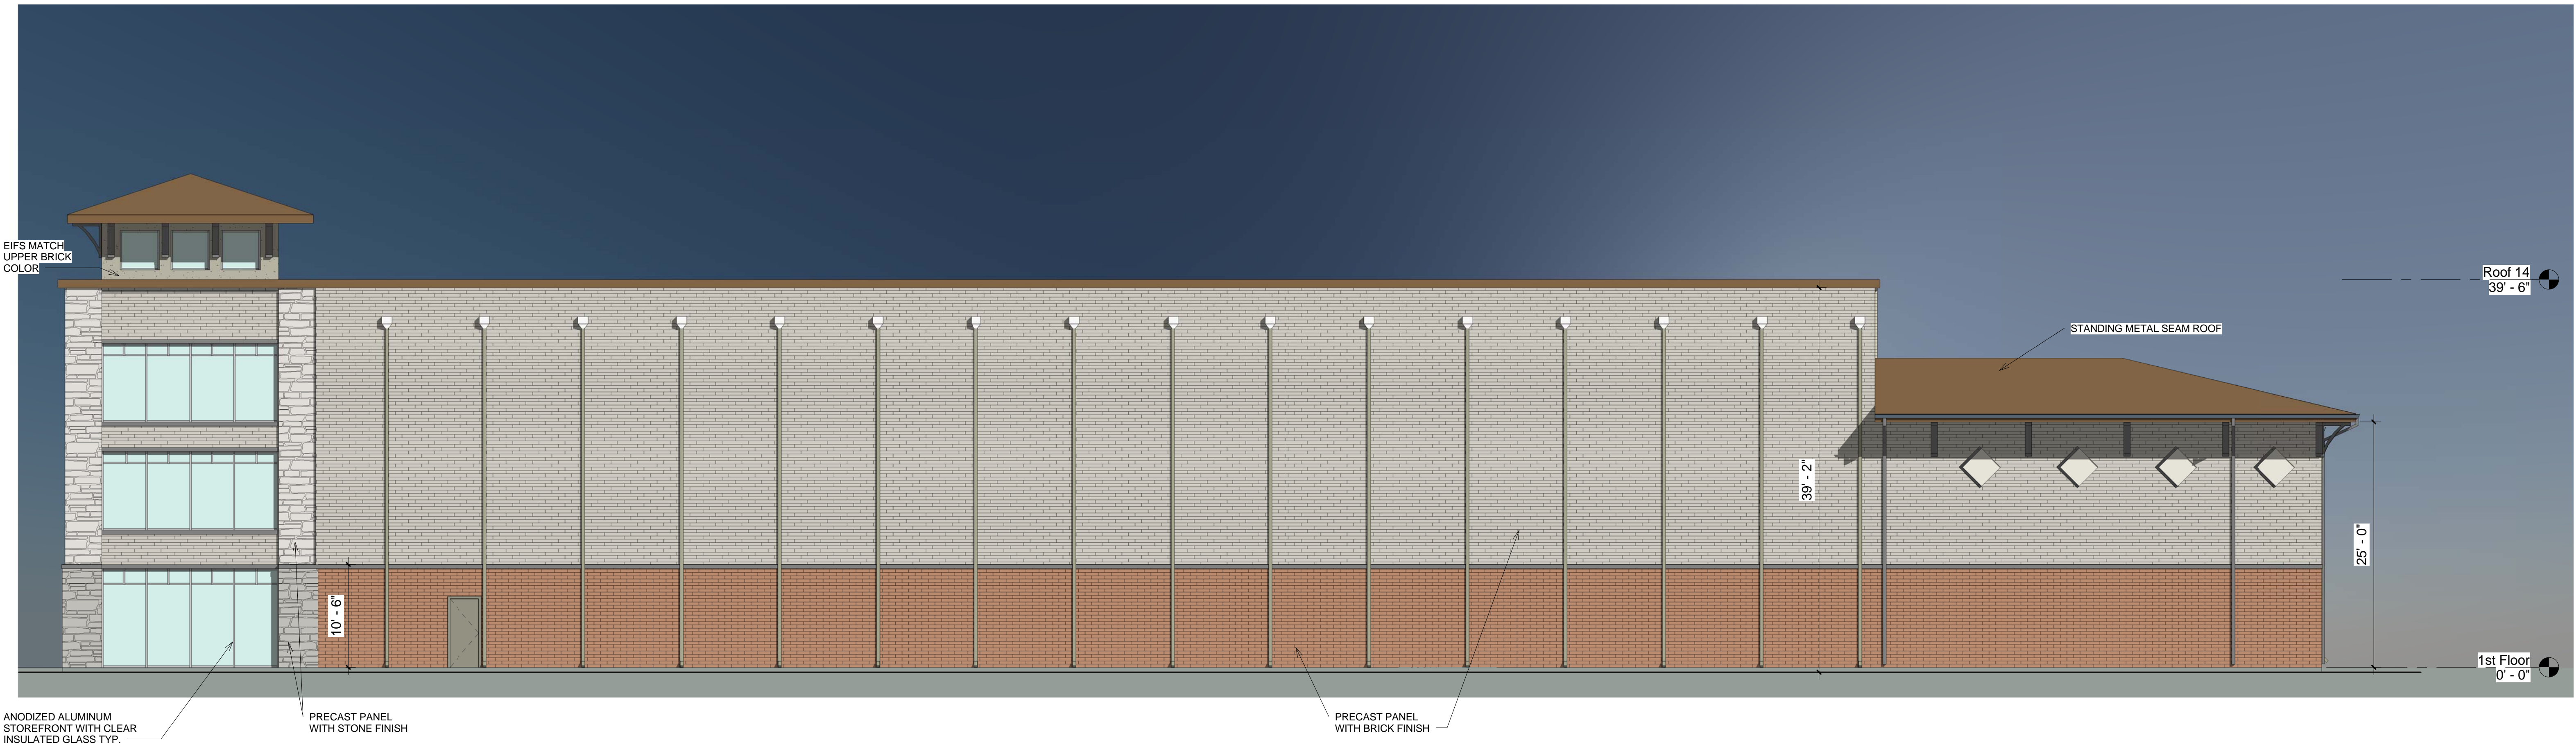 EIFS MATCH
UPPER BRICK
COLOR
Roof 14
39' - 6"
STANDING METAL SEAM ROOF
39' - 2"
25' - 0"
10' - 6"
1st Floor
0' - 0"
ANODIZED ALUMINUM
STOREFRONT WITH CLEAR
INSULATED GLASS TYP.
PRECAST PANEL
WITH STONE FINISH
PRECAST PANEL
WITH BRICK FINISH